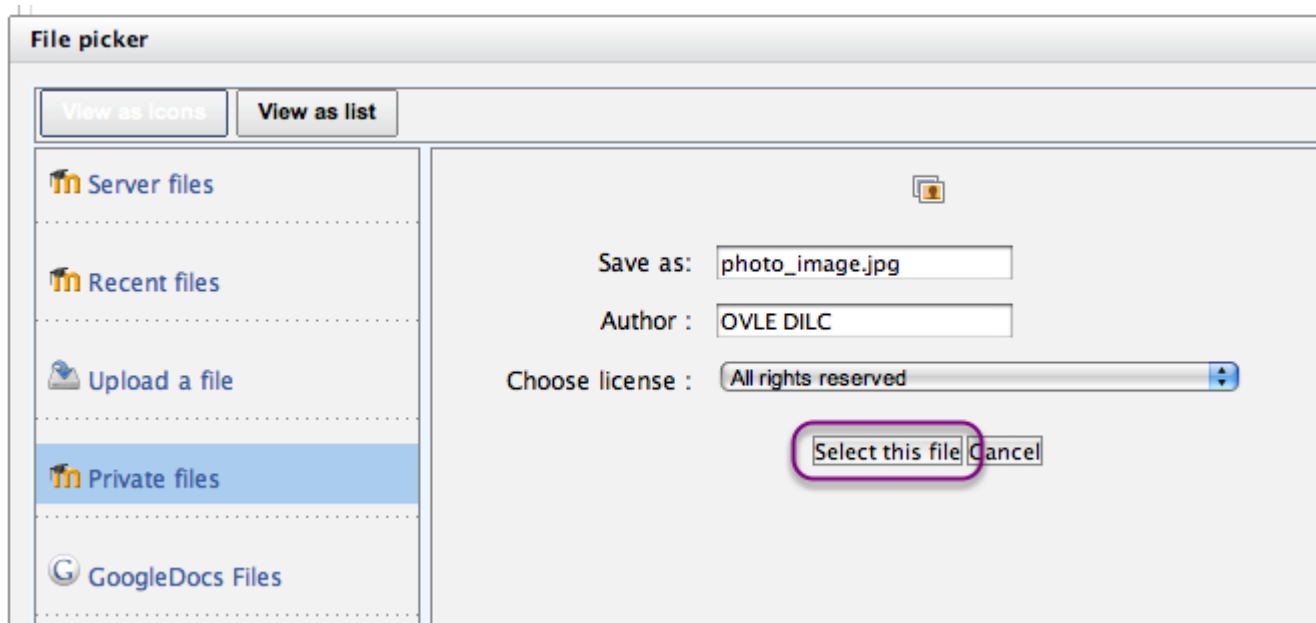 File picker
View as icons
View as list
Server files
Recent files
Upload a file
Private files
GoogleDocs Files
Save as: photo_image.jpg
Author : OVLE DILC
Choose license : All rights reserved
Select this file Cancel